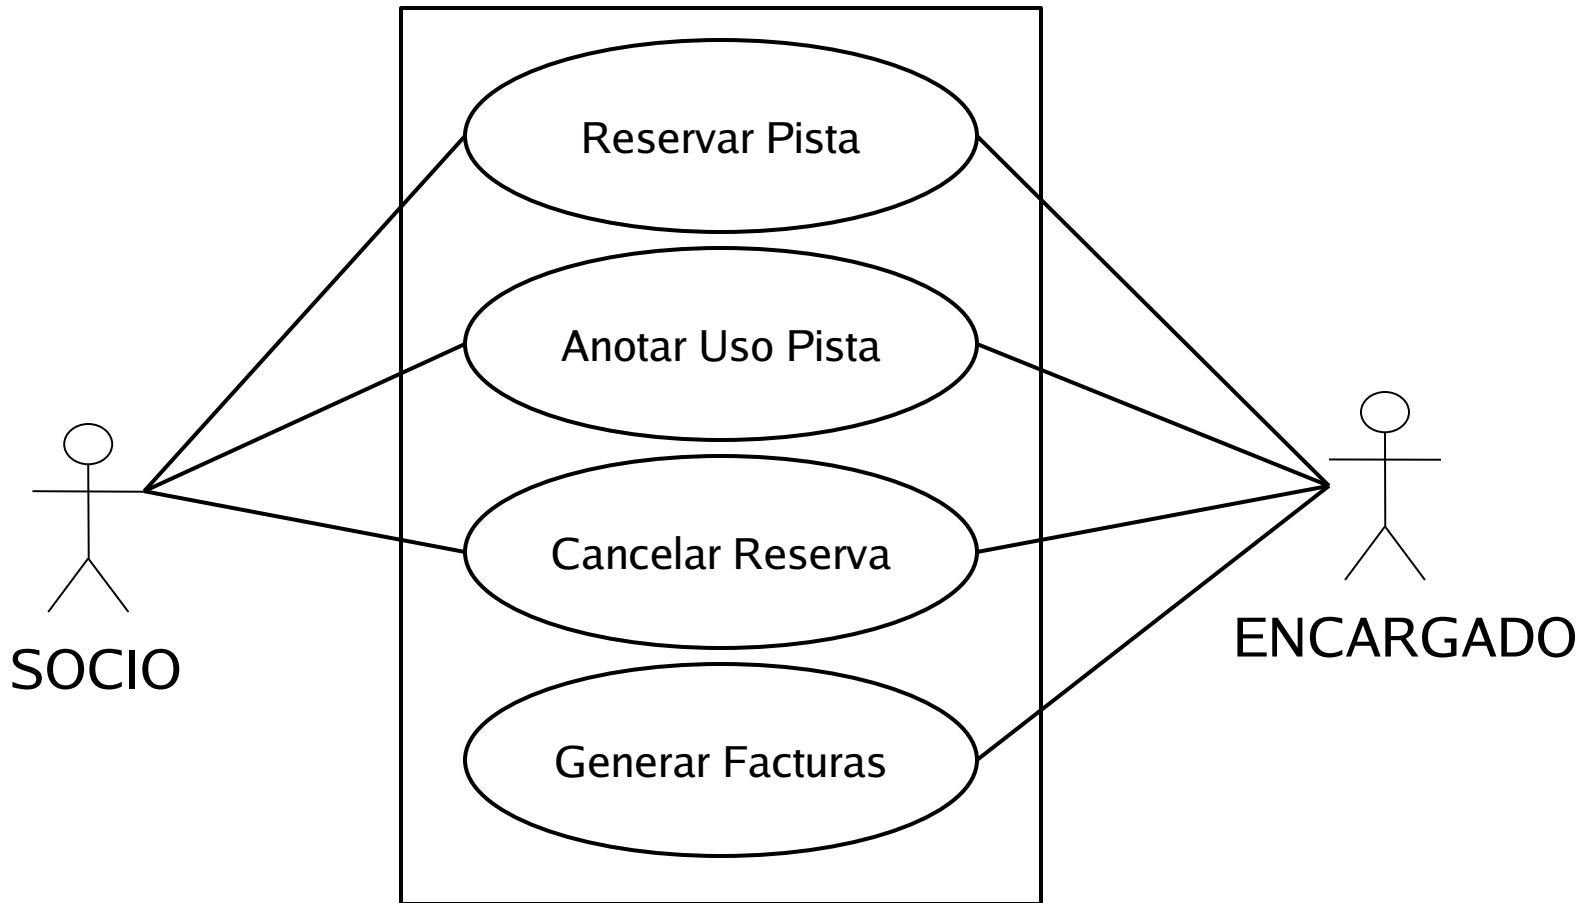 Reservar Pista
Anotar Uso Pista
Cancelar Reserva
Generar Facturas
SOCIO
ENCARGADO